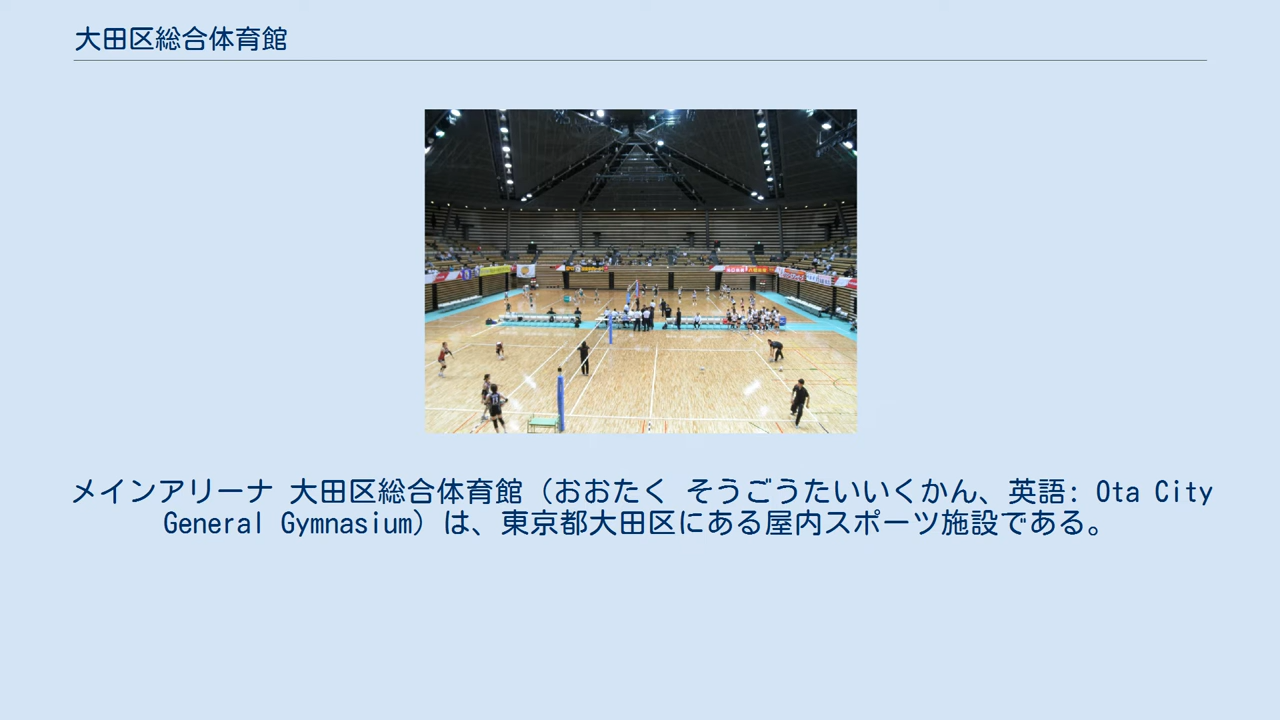 大田区総合体育館
メインアリーナ 大田区総合体育館（おおたく そうごうたいいくかん、英語: Ota City
General Gymnasium）は、東京都大田区にある屋内スポーツ施設である。